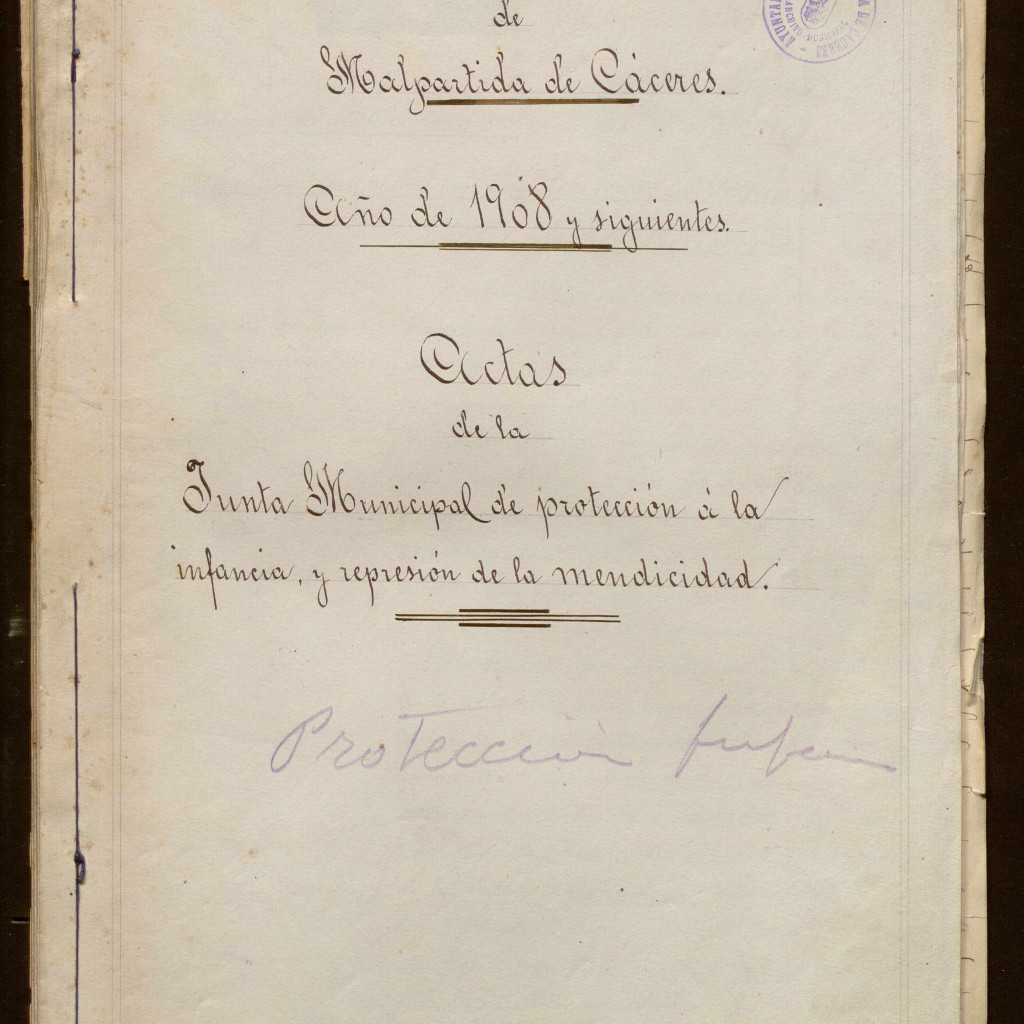 de
Malpartida de Cáceres.
Año de 1908 y siguientes.
Actas
de la
Junta Municipal de protección á la
infancia, y represión de la mendicidad.
Protección